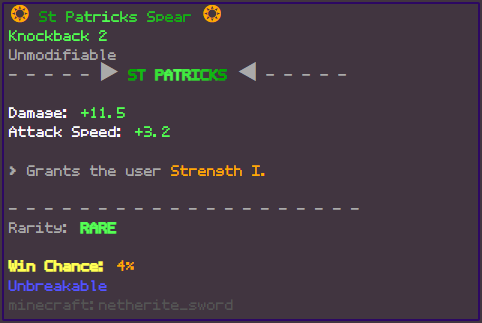 St Patricks Spear
Knockback 2
Unmodifiable
- - - - - ▶ ST PATRICKS ◀ - - - - -
Damage: +11.5
Attack Speed: +3.2
> Grants the user Strength I.
- - - - - - - - - - - - - - - - - - - - - -
Rarity: RARE
Win Chance: 4%
Unbreakable
minecraft:netherite_sword